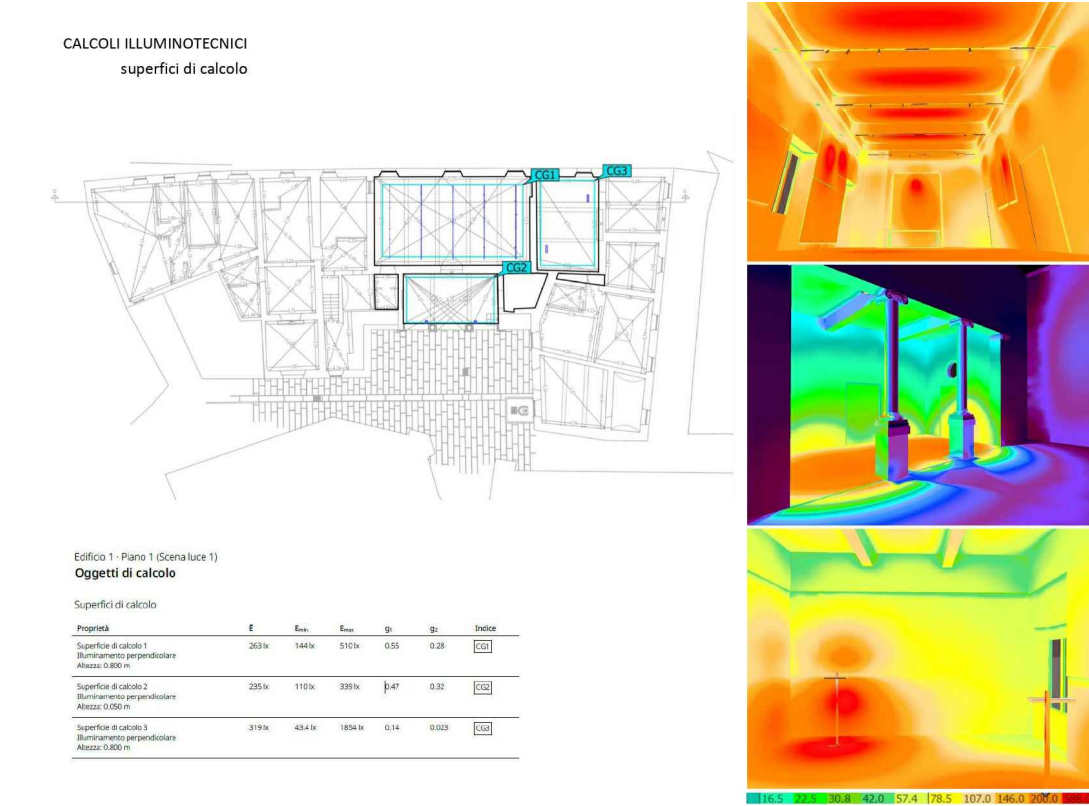 CALCOLI ILLUMINOTECNICI
superfici di calcolo
CG1
CG3
CG2
Edificio 1 · Piano 1 (Scena luce 1)
Oggetti di calcolo
Superfici di calcolo
Proprietà Ē Emin. Emax g1 g2 Indice
Superficie di calcolo 1 263 lx 144 lx 510 lx 0.55 0.28 CG1
Illuminamento perpendicolare
Altezza: 0.800 m
Superficie di calcolo 2 235 lx 110 lx 339 lx 0.47 0.32 CG2
Illuminamento perpendicolare
Altezza: 0.050 m
Superficie di calcolo 3 319 lx 43.4 lx 1854 lx 0.14 0.023 CG3
Illuminamento perpendicolare
Altezza: 0.800 m
16.5 22.5 30.8 42.0 57.4 78.5 107.0 146.0 200.0